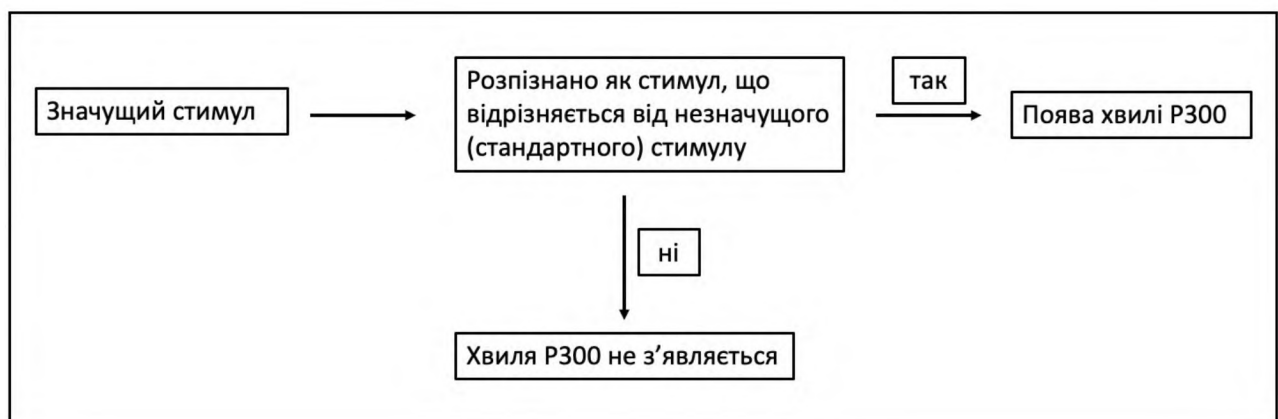 Значущий стимул
Розпізнано як стимул, що
відрізняється від незначущого
(стандартного) стимулу
так
Поява хвилі P300
ні
Хвиля P300 не з’являється